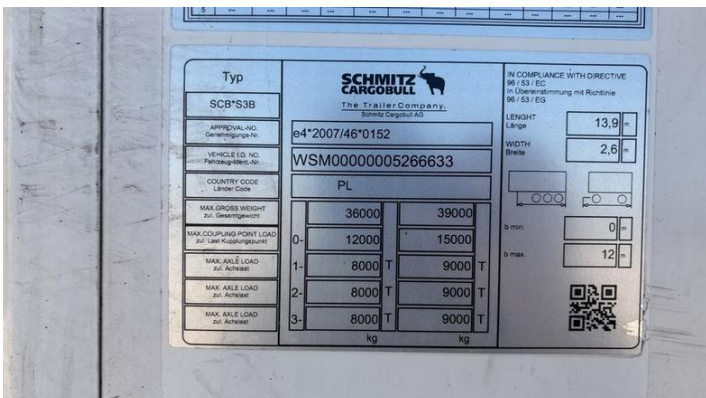 5 --- --- --- --- --- --- --- --- --- --- ---
Typ
SCB*S3B
SCHMITZ
CARGOBULL
The Trailer Company.
Schmitz Cargobull AG
APPROVAL-NO.
Genehmigungs-Nr.
e4*2007/46*0152
VEHICLE I.D. NO.
Fahrzeug-Ident.-Nr.
WSM00000005266633
COUNTRY CODE
Länder Code
PL
MAX.GROSS WEIGHT
zul. Gesamtgewicht
36000 39000
MAX.COUPLING POINT LOAD
zul. Last Kupplungspunkt
0- 12000 15000
MAX. AXLE LOAD
zul. Achslast
1- 8000 T 9000 T
MAX. AXLE LOAD
zul. Achslast
2- 8000 T 9000 T
MAX. AXLE LOAD
zul. Achslast
3- 8000 T 9000 T
kg kg
IN COMPLIANCE WITH DIRECTIVE
96 / 53 / EC
in Übereinstimmung mit Richtlinie
96 / 53 / EG
LENGHT
Länge
13,9 m
WIDTH
Breite
2,6 m
b min. 0 m
b max. 12 m